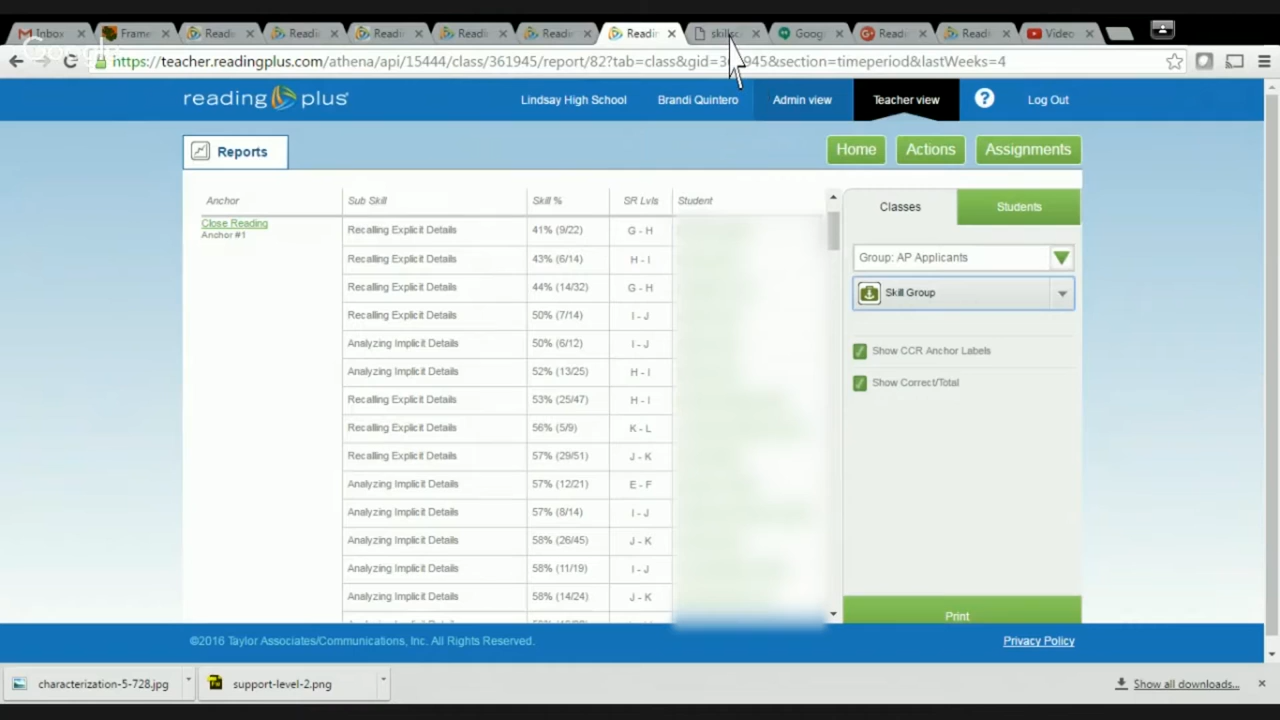 Inbox
Frame
Readi
Readi
Readi
Readi
Readin
Readin
skillsc
Goog
Readi
Readi
Video
Google
https://teacher.readingplus.com/athena/api/15444/class/361945/report/82?tab=class&gid=3 945&section=timeperiod&lastWeeks=4
reading plus
Lindsay High School
Brandi Quintero
Admin view
Teacher view
?
Log Out
Reports
Home
Actions
Assignments
Anchor
Sub Skill
Skill %
SR Lvls
Student
Close Reading
Anchor #1
Recalling Explicit Details 41% (9/22) G - H
Recalling Explicit Details 43% (6/14) H - I
Recalling Explicit Details 44% (14/32) G - H
Recalling Explicit Details 50% (7/14) I - J
Analyzing Implicit Details 50% (6/12) I - J
Analyzing Implicit Details 52% (13/25) H - I
Recalling Explicit Details 53% (25/47) H - I
Recalling Explicit Details 56% (5/9) K - L
Recalling Explicit Details 57% (29/51) J - K
Analyzing Implicit Details 57% (12/21) E - F
Analyzing Implicit Details 57% (8/14) I - J
Analyzing Implicit Details 58% (26/45) J - K
Analyzing Implicit Details 58% (11/19) I - J
Analyzing Implicit Details 58% (14/24) J - K
Classes
Students
Group: AP Applicants
Skill Group
Show CCR Anchor Labels
Show Correct/Total
Print
©2016 Taylor Associates/Communications, Inc. All Rights Reserved.
Privacy Policy
characterization-5-728.jpg
support-level-2.png
Show all downloads...